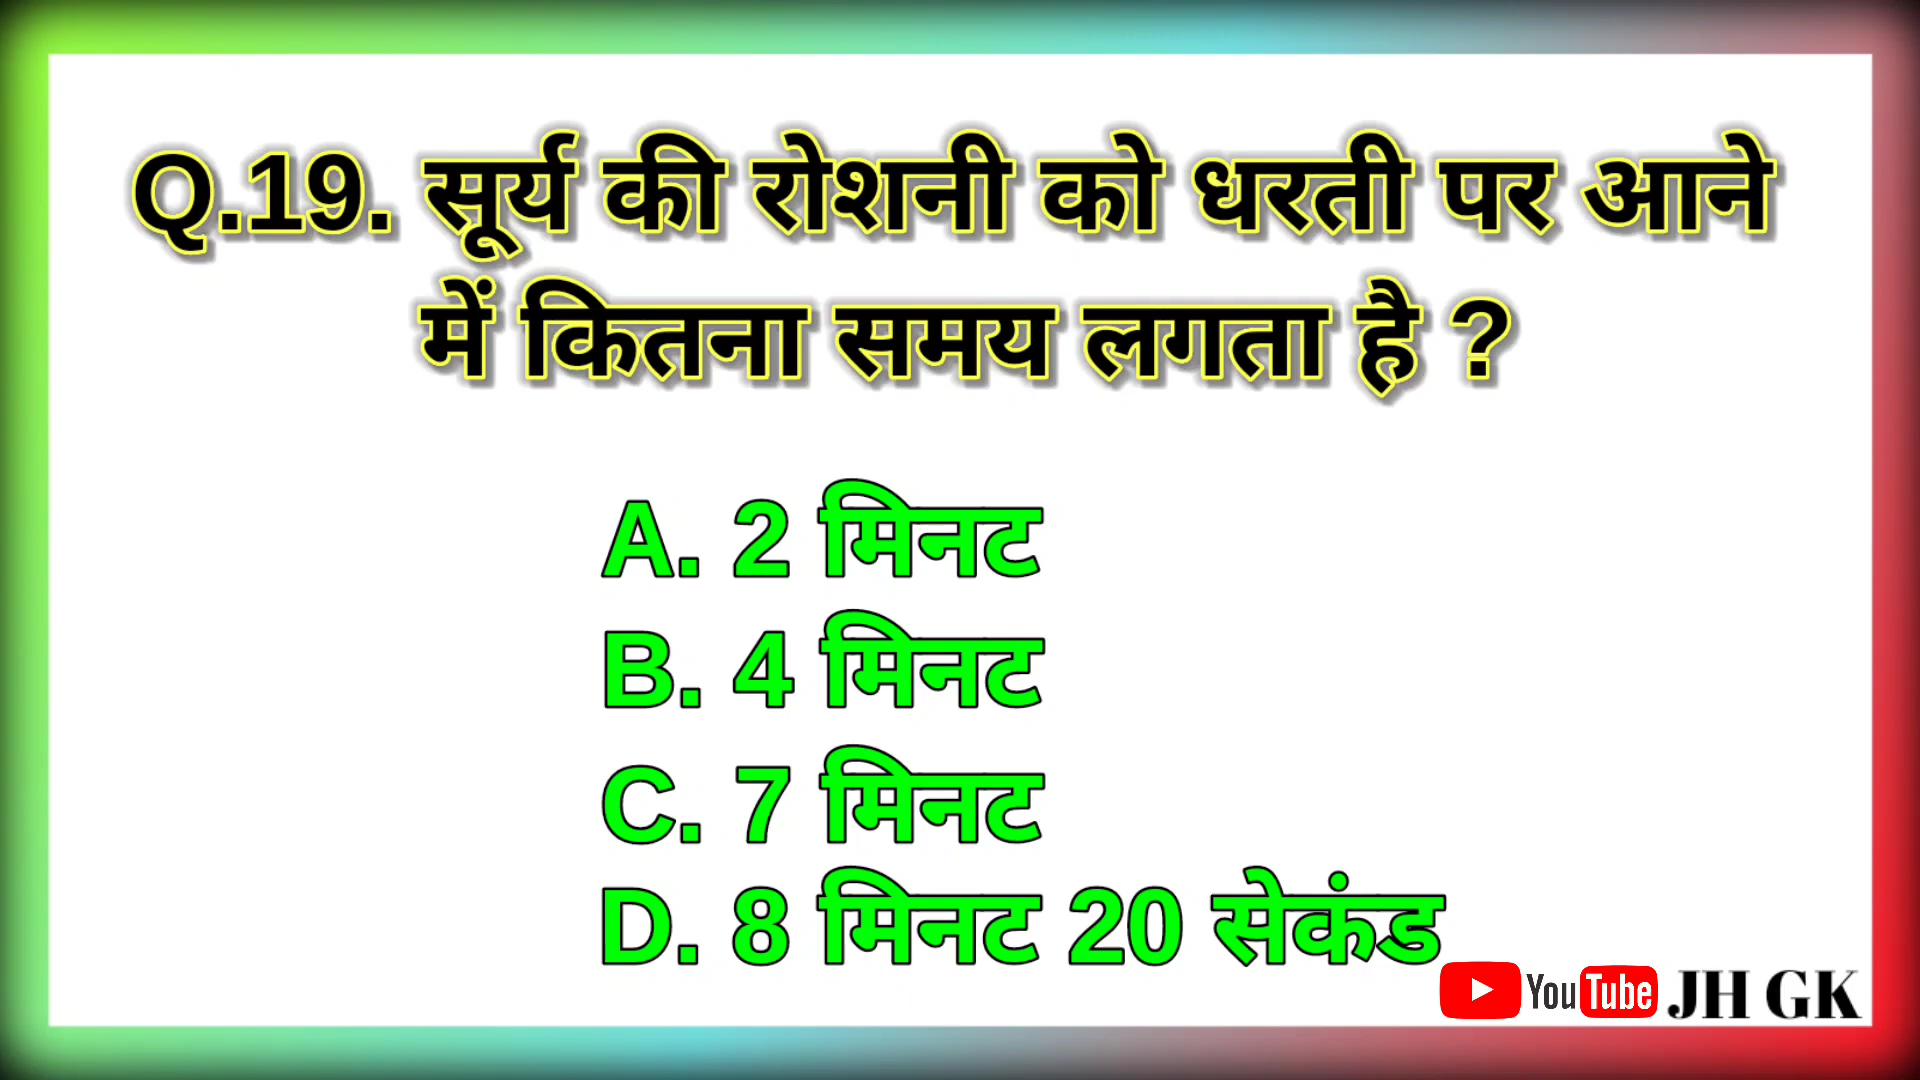 Q.19. सूर्य की रोशनी को धरती पर आने
में कितना समय लगता है ?
A. 2 मिनट
B. 4 मिनट
C. 7 मिनट
D. 8 मिनट 20 सेकंड
YouTube JH GK